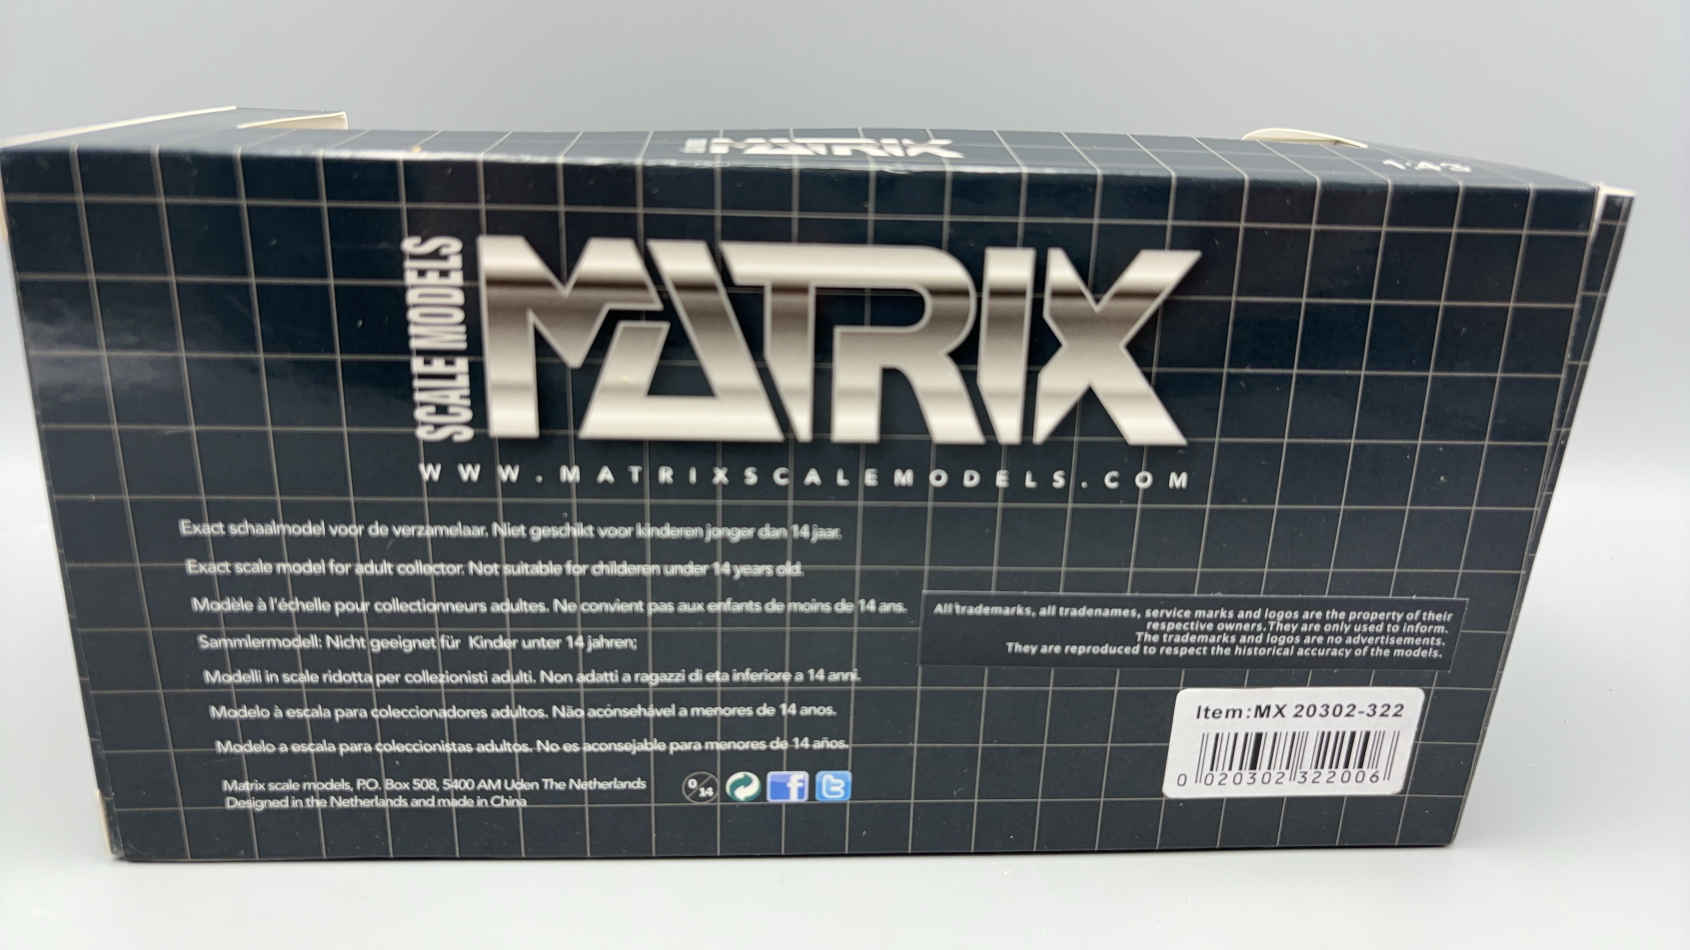 MATRIX
1:43
SCALE MODELS
MATRIX
WWW.MATRIXSCALEMODELS.COM
Exact schaalmodel voor de verzamelaar. Niet geschikt voor kinderen jonger dan 14 jaar.
Exact scale model for adult collector. Not suitable for childeren under 14 years old.
Modèle à l'échelle pour collectionneurs adultes. Ne convient pas aux enfants de moins de 14 ans.
Sammlermodell: Nicht geeignet für Kinder unter 14 jahren;
Modelli in scale ridotta per collezionisti adulti. Non adatti a ragazzi di eta inferiore a 14 anni.
Modelo à escala para coleccionadores adultos. Não aconsehável a menores de 14 anos.
Modelo a escala para coleccionistas adultos. No es aconsejable para menores de 14 años.
Matrix scale models, P.O. Box 508, 5400 AM Uden The Netherlands
Designed in the Netherlands and made in China
0/14
f
t
All trademarks, all tradenames, service marks and logos are the property of their
respective owners. They are only used to inform.
The trademarks and logos are no advertisements.
They are reproduced to respect the historical accuracy of the models.
Item:MX 20302-322
0 020302 322006